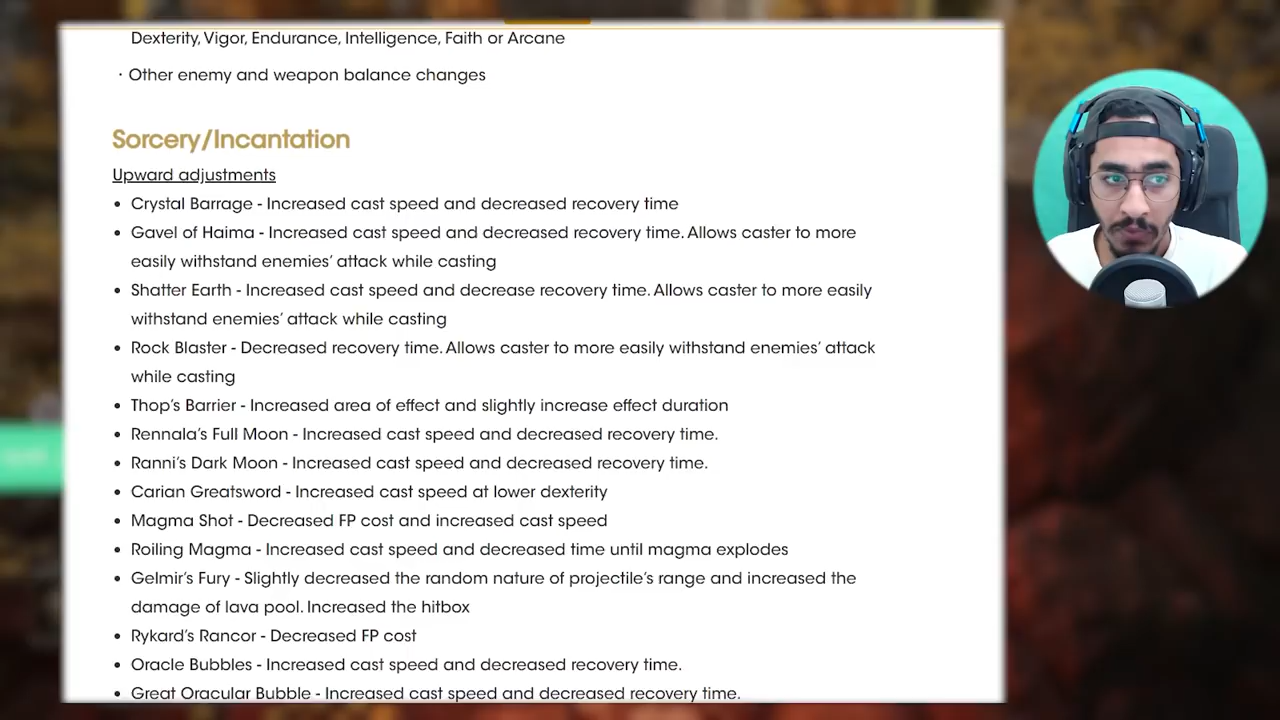 Dexterity, Vigor, Endurance, Intelligence, Faith or Arcane
· Other enemy and weapon balance changes
Sorcery/Incantation
Upward adjustments
• Crystal Barrage - Increased cast speed and decreased recovery time
• Gavel of Haima - Increased cast speed and decreased recovery time. Allows caster to more
easily withstand enemies’ attack while casting
• Shatter Earth - Increased cast speed and decrease recovery time. Allows caster to more easily
withstand enemies’ attack while casting
• Rock Blaster - Decreased recovery time. Allows caster to more easily withstand enemies’ attack
while casting
• Thop’s Barrier - Increased area of effect and slightly increase effect duration
• Rennala’s Full Moon - Increased cast speed and decreased recovery time.
• Ranni’s Dark Moon - Increased cast speed and decreased recovery time.
• Carian Greatsword - Increased cast speed at lower dexterity
• Magma Shot - Decreased FP cost and increased cast speed
• Roiling Magma - Increased cast speed and decreased time until magma explodes
• Gelmir’s Fury - Slightly decreased the random nature of projectile’s range and increased the
damage of lava pool. Increased the hitbox
• Rykard’s Rancor - Decreased FP cost
• Oracle Bubbles - Increased cast speed and decreased recovery time.
• Great Oracular Bubble - Increased cast speed and decreased recovery time.